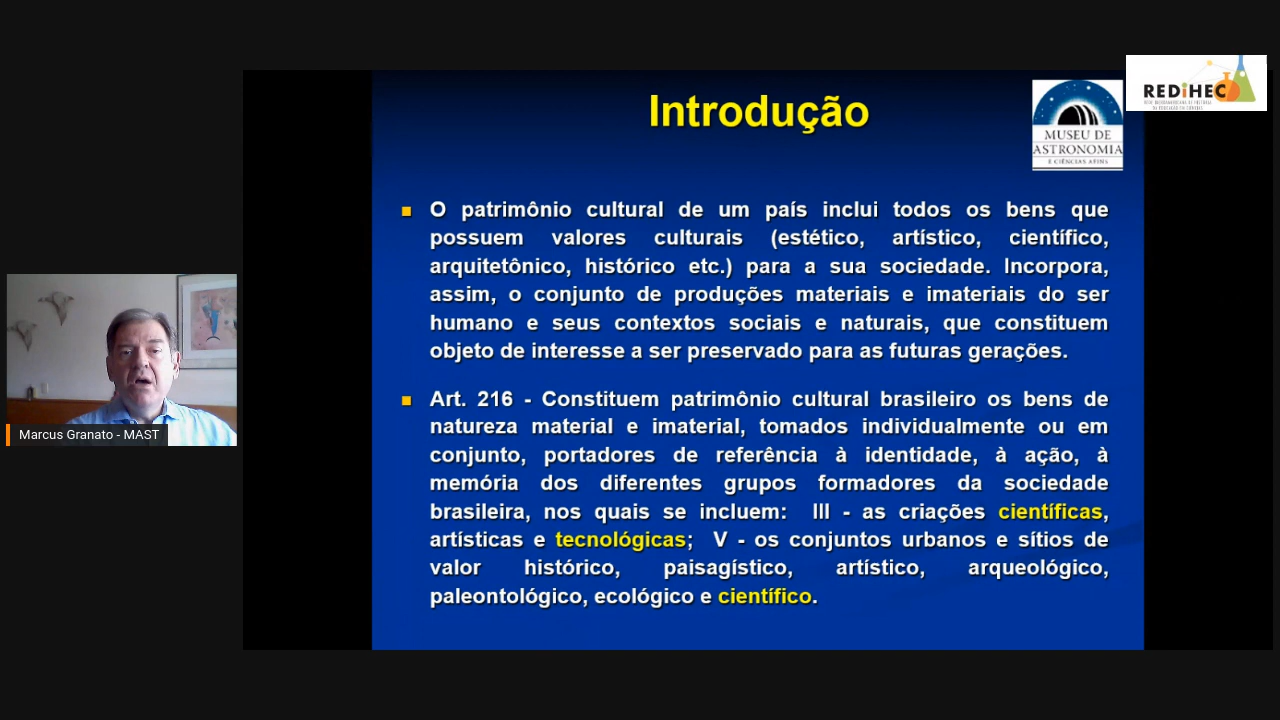 Introdução
MUSEU DE
ASTRONOMIA
E CIÊNCIAS AFINS
REDiHEC
O patrimônio cultural de um país inclui todos os bens que
possuem valores culturais (estético, artístico, científico,
arquitetônico, histórico etc.) para a sua sociedade. Incorpora,
assim, o conjunto de produções materiais e imateriais do ser
humano e seus contextos sociais e naturais, que constituem
objeto de interesse a ser preservado para as futuras gerações.
Art. 216 - Constituem patrimônio cultural brasileiro os bens de
natureza material e imaterial, tomados individualmente ou em
conjunto, portadores de referência à identidade, à ação, à
memória dos diferentes grupos formadores da sociedade
brasileira, nos quais se incluem: III - as criações científicas,
artísticas e tecnológicas; V - os conjuntos urbanos e sítios de
valor histórico, paisagístico, artístico, arqueológico,
paleontológico, ecológico e científico.
Marcus Granato - MAST